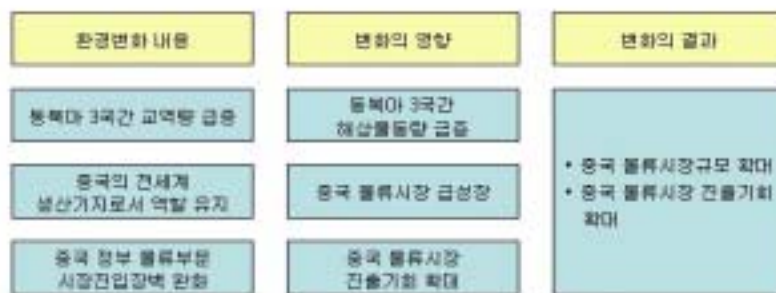 환경변화 내용
변화의 영향
변화의 결과
동북아 3국간 교역량 급증
동북아 3국간
해상물동량 급증
• 중국 물류시장규모 확대
• 중국 물류시장 진출기회
확대
중국의 전세계
생산기지로서 역할 유지
중국 물류시장 급성장
중국 정부 물류부문
시장진입장벽 완화
중국 물류시장
진출기회 확대